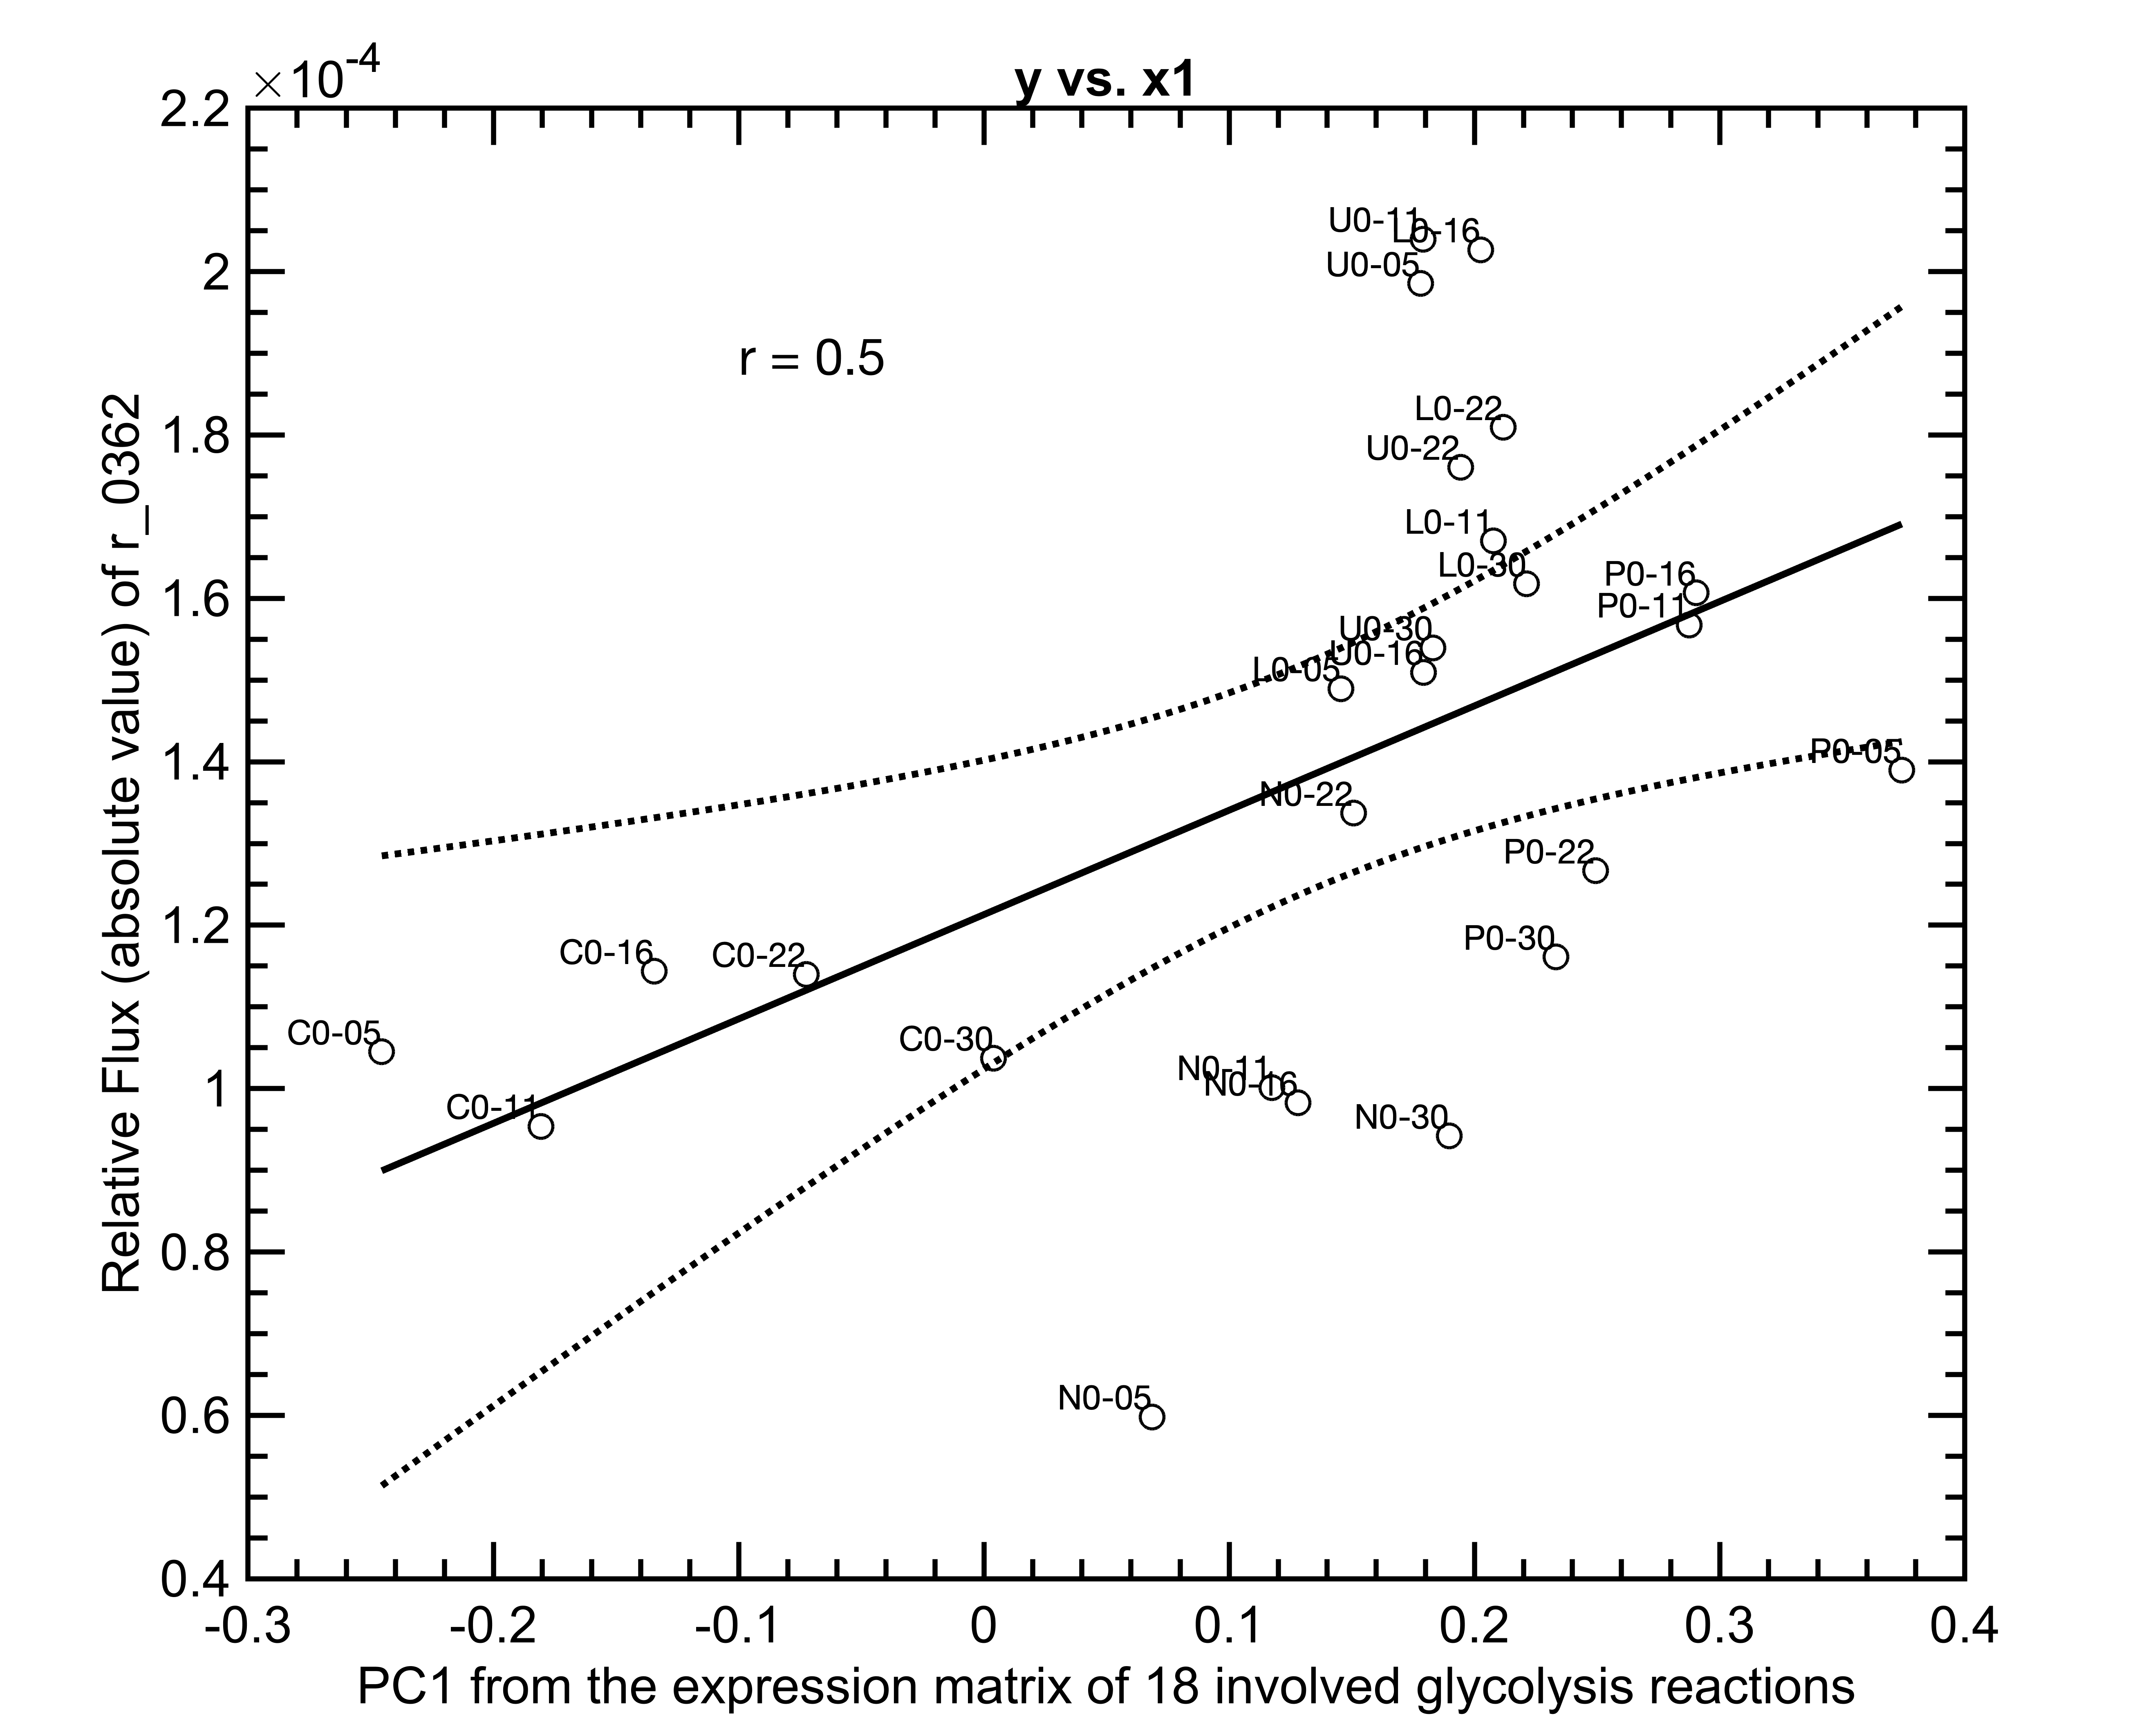 ×10-4
y vs. x1
2.2
2
1.8
1.6
1.4
1.2
1
0.8
0.6
0.4
Relative Flux (absolute value) of r_0362
r = 0.5
U0-11
L0-16
U0-05
L0-22
U0-22
L0-11
L0-30
P0-16
P0-11
U0-30
U0-16
L0-05
P0-05
N0-22
P0-22
P0-30
C0-16
C0-22
C0-05
C0-30
C0-11
N0-11
N0-16
N0-30
N0-05
-0.3 -0.2 -0.1 0 0.1 0.2 0.3 0.4
PC1 from the expression matrix of 18 involved glycolysis reactions